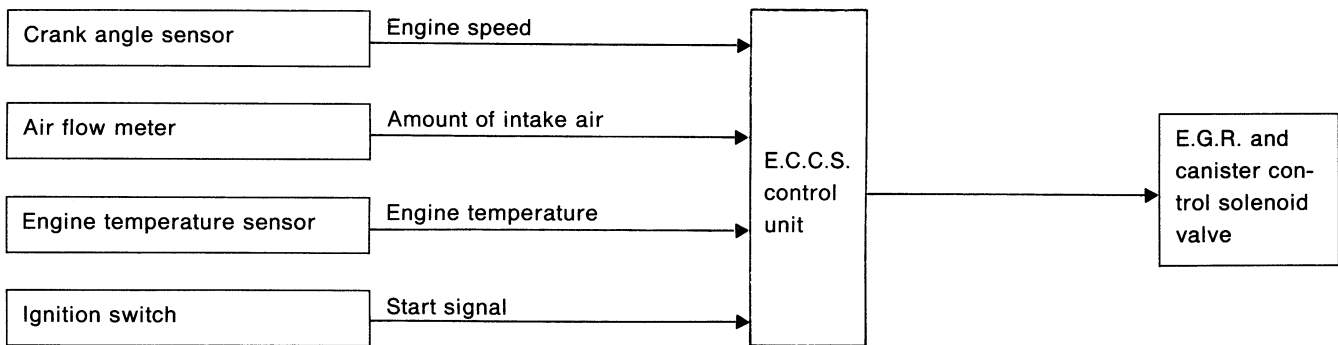 Crank angle sensor
Engine speed
Air flow meter
Amount of intake air
Engine temperature sensor
Engine temperature
Ignition switch
Start signal
E.C.C.S.
control
unit
E.G.R. and
canister con-
trol solenoid
valve